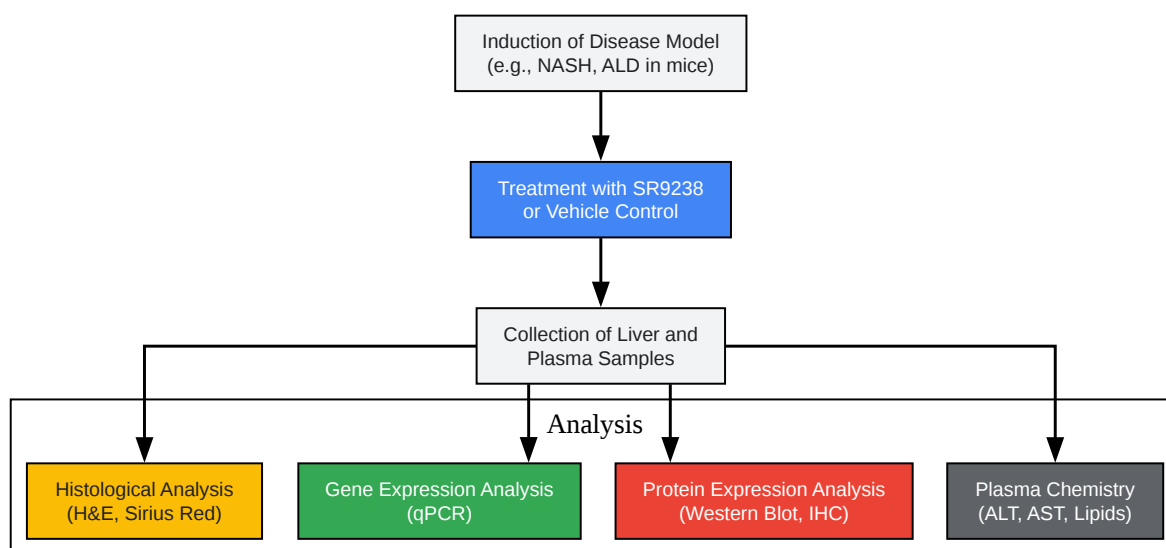 Induction of Disease Model
(e.g., NASH, ALD in mice)
Treatment with SR9238
or Vehicle Control
Collection of Liver and
Plasma Samples
Analysis
Histological Analysis
(H&E, Sirius Red)
Gene Expression Analysis
(qPCR)
Protein Expression Analysis
(Western Blot, IHC)
Plasma Chemistry
(ALT, AST, Lipids)